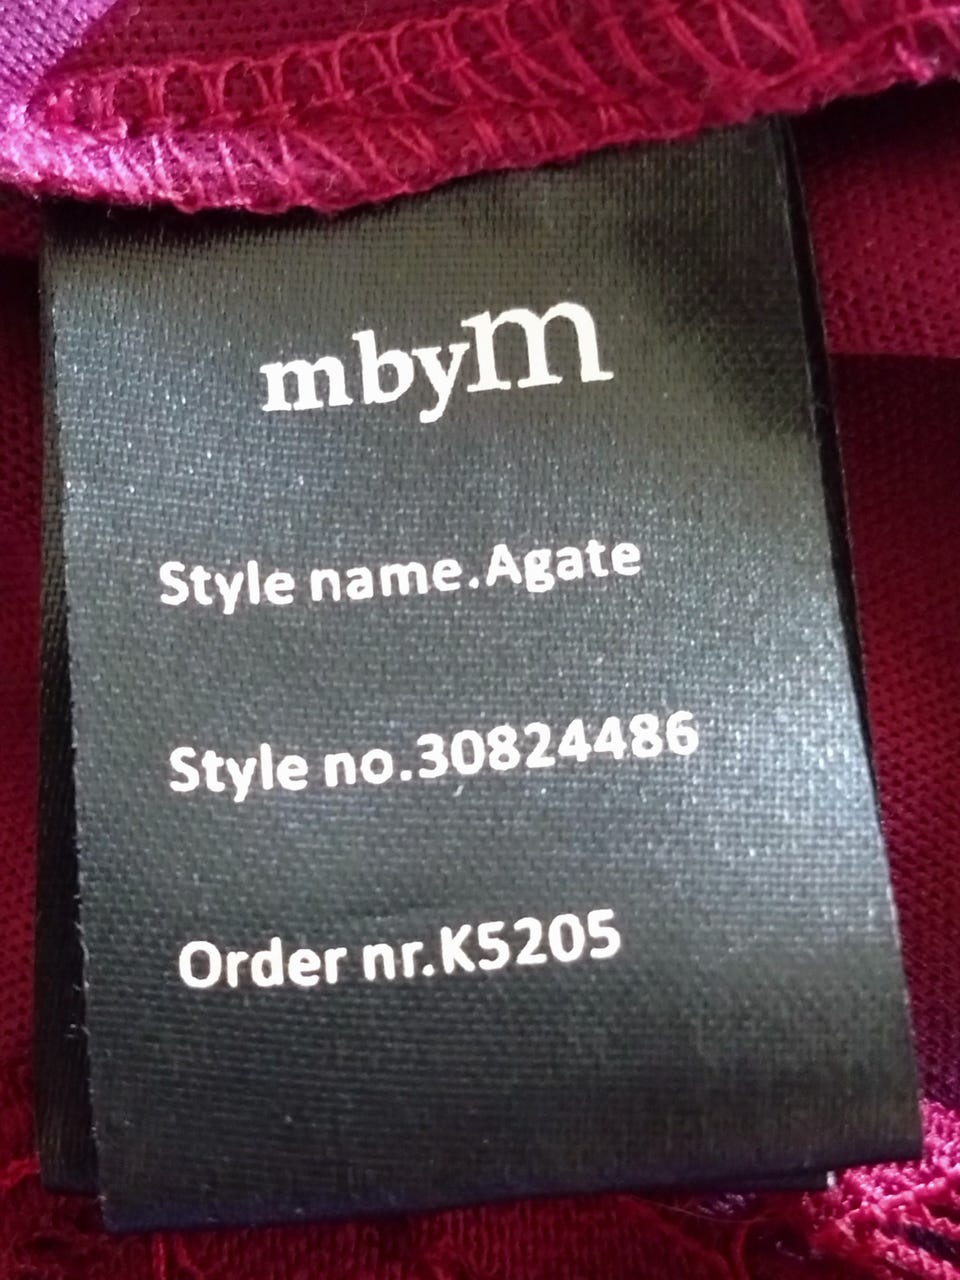 mbym
Style name.Agate
Style no.30824486
Order nr.K5205